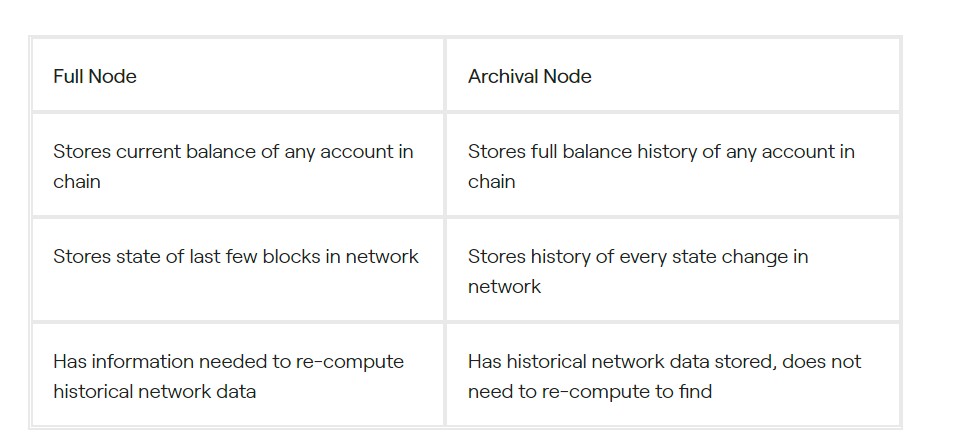 Full Node
Archival Node
Stores current balance of any account in
chain
Stores full balance history of any account in
chain
Stores state of last few blocks in network
Stores history of every state change in
network
Has information needed to re-compute
historical network data
Has historical network data stored, does not
need to re-compute to find